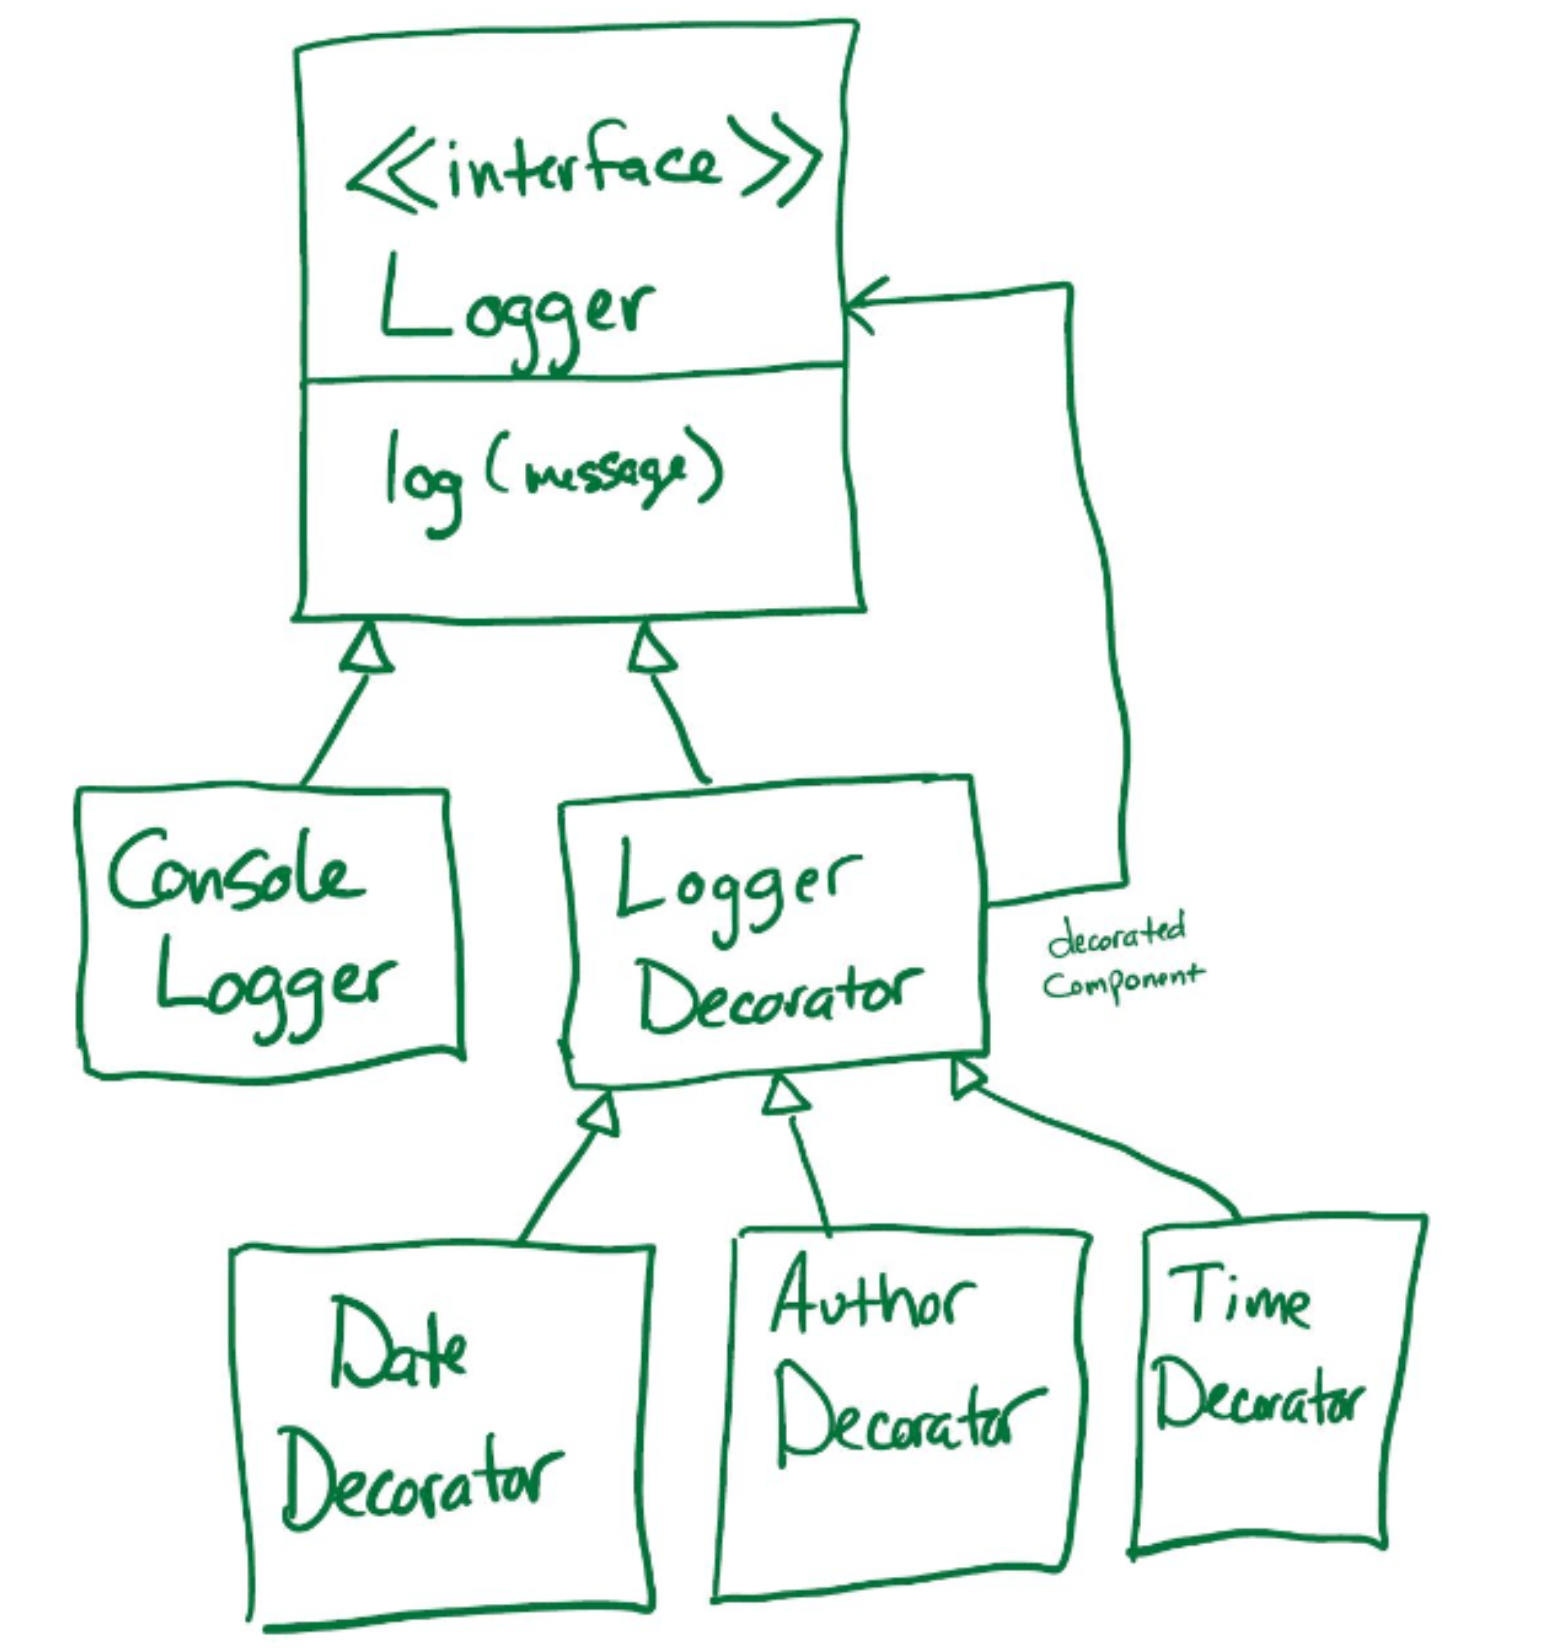 <<interface>>
Logger
log (message)
Console
Logger
Logger
Decorator
decorated
Component
Date
Decorator
Author
Decorator
Time
Decorator